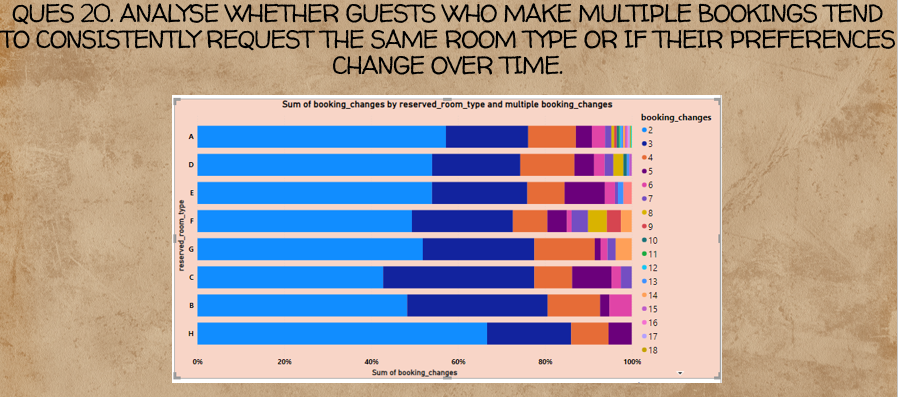 QUES 20. ANALYSE WHETHER GUESTS WHO MAKE MULTIPLE BOOKINGS TEND
TO CONSISTENTLY REQUEST THE SAME ROOM TYPE OR IF THEIR PREFERENCES
CHANGE OVER TIME.
Sum of booking_changes by reserved_room_type and multiple booking_changes
reserved_room_type
A
D
E
F
G
C
B
H
0%
20%
40%
60%
80%
100%
Sum of booking_changes
booking_changes
2
3
4
5
6
7
8
9
10
11
12
13
14
15
16
17
18